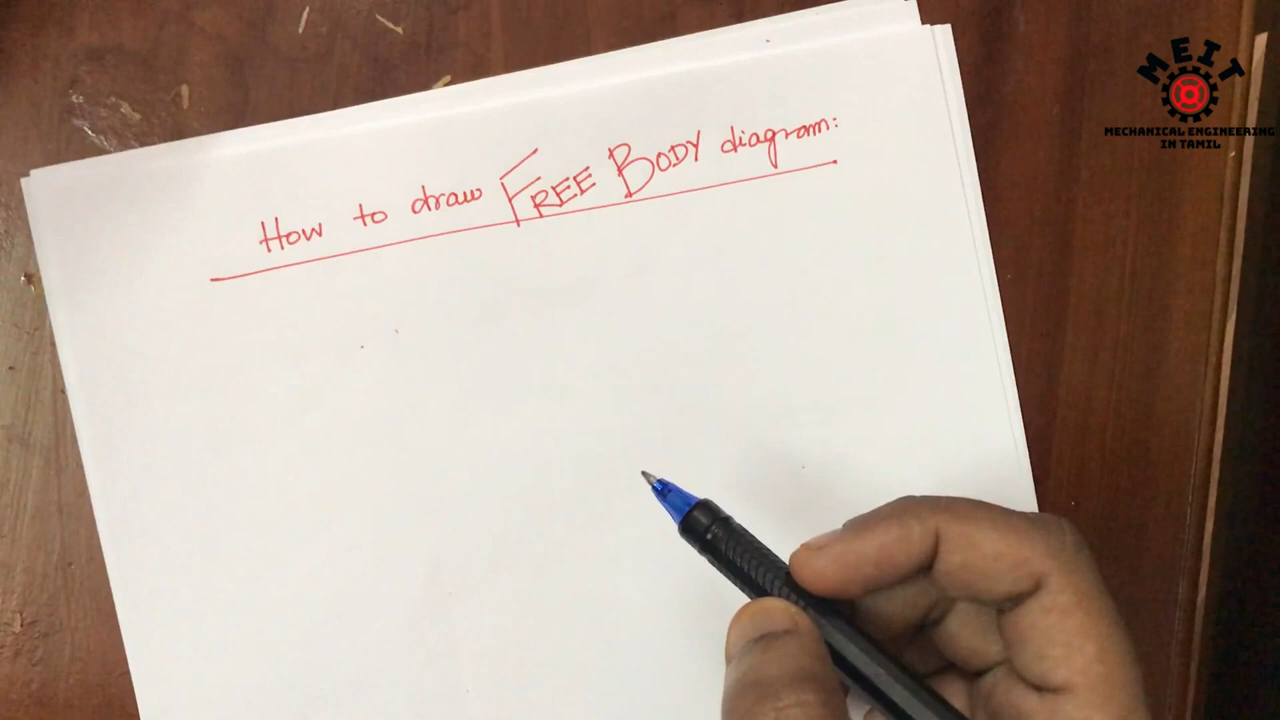 How to draw FREE BODY diagram:
MEIT
MECHANICAL ENGINEERING
IN TAMIL